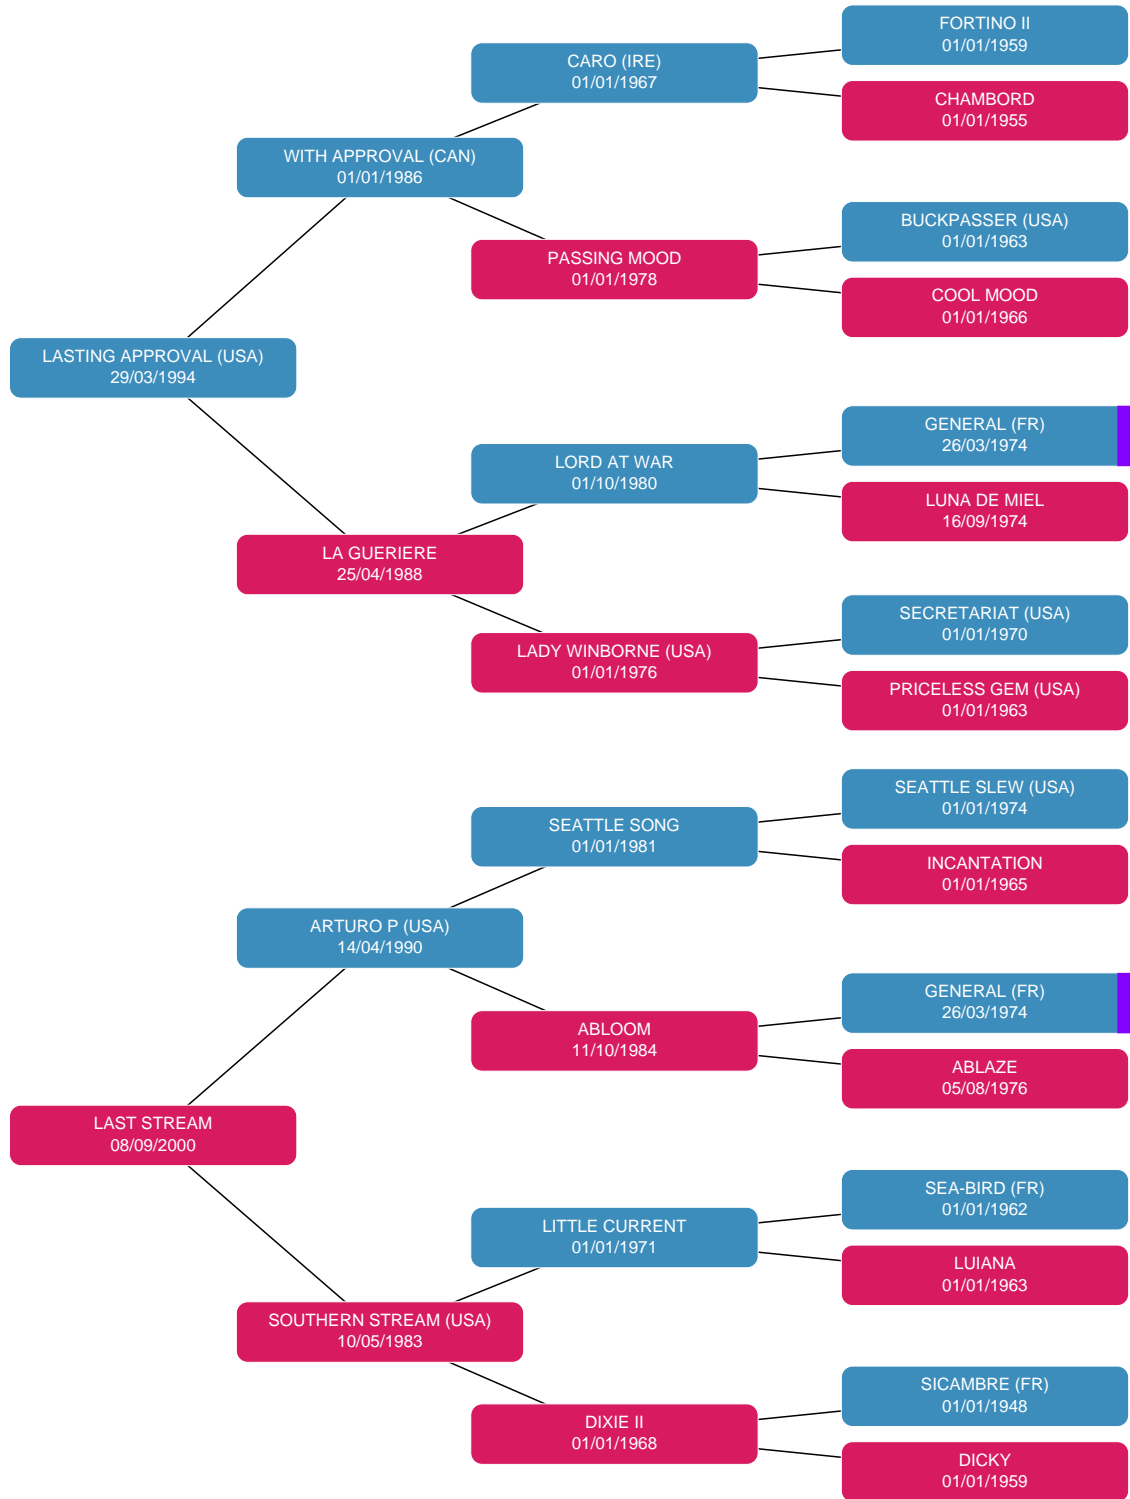 FORTINO II
01/01/1959
CARO (IRE)
01/01/1967
CHAMBORD
01/01/1955
WITH APPROVAL (CAN)
01/01/1986
BUCKPASSER (USA)
01/01/1963
PASSING MOOD
01/01/1978
COOL MOOD
01/01/1966
LASTING APPROVAL (USA)
29/03/1994
GENERAL (FR)
26/03/1974
LORD AT WAR
01/10/1980
LUNA DE MIEL
16/09/1974
LA GUERIERE
25/04/1988
SECRETARIAT (USA)
01/01/1970
LADY WINBORNE (USA)
01/01/1976
PRICELESS GEM (USA)
01/01/1963
SEATTLE SLEW (USA)
01/01/1974
SEATTLE SONG
01/01/1981
INCANTATION
01/01/1965
ARTURO P (USA)
14/04/1990
GENERAL (FR)
26/03/1974
ABLOOM
11/10/1984
ABLAZE
05/08/1976
LAST STREAM
08/09/2000
SEA-BIRD (FR)
01/01/1962
LITTLE CURRENT
01/01/1971
LUIANA
01/01/1963
SOUTHERN STREAM (USA)
10/05/1983
SICAMBRE (FR)
01/01/1948
DIXIE II
01/01/1968
DICKY
01/01/1959